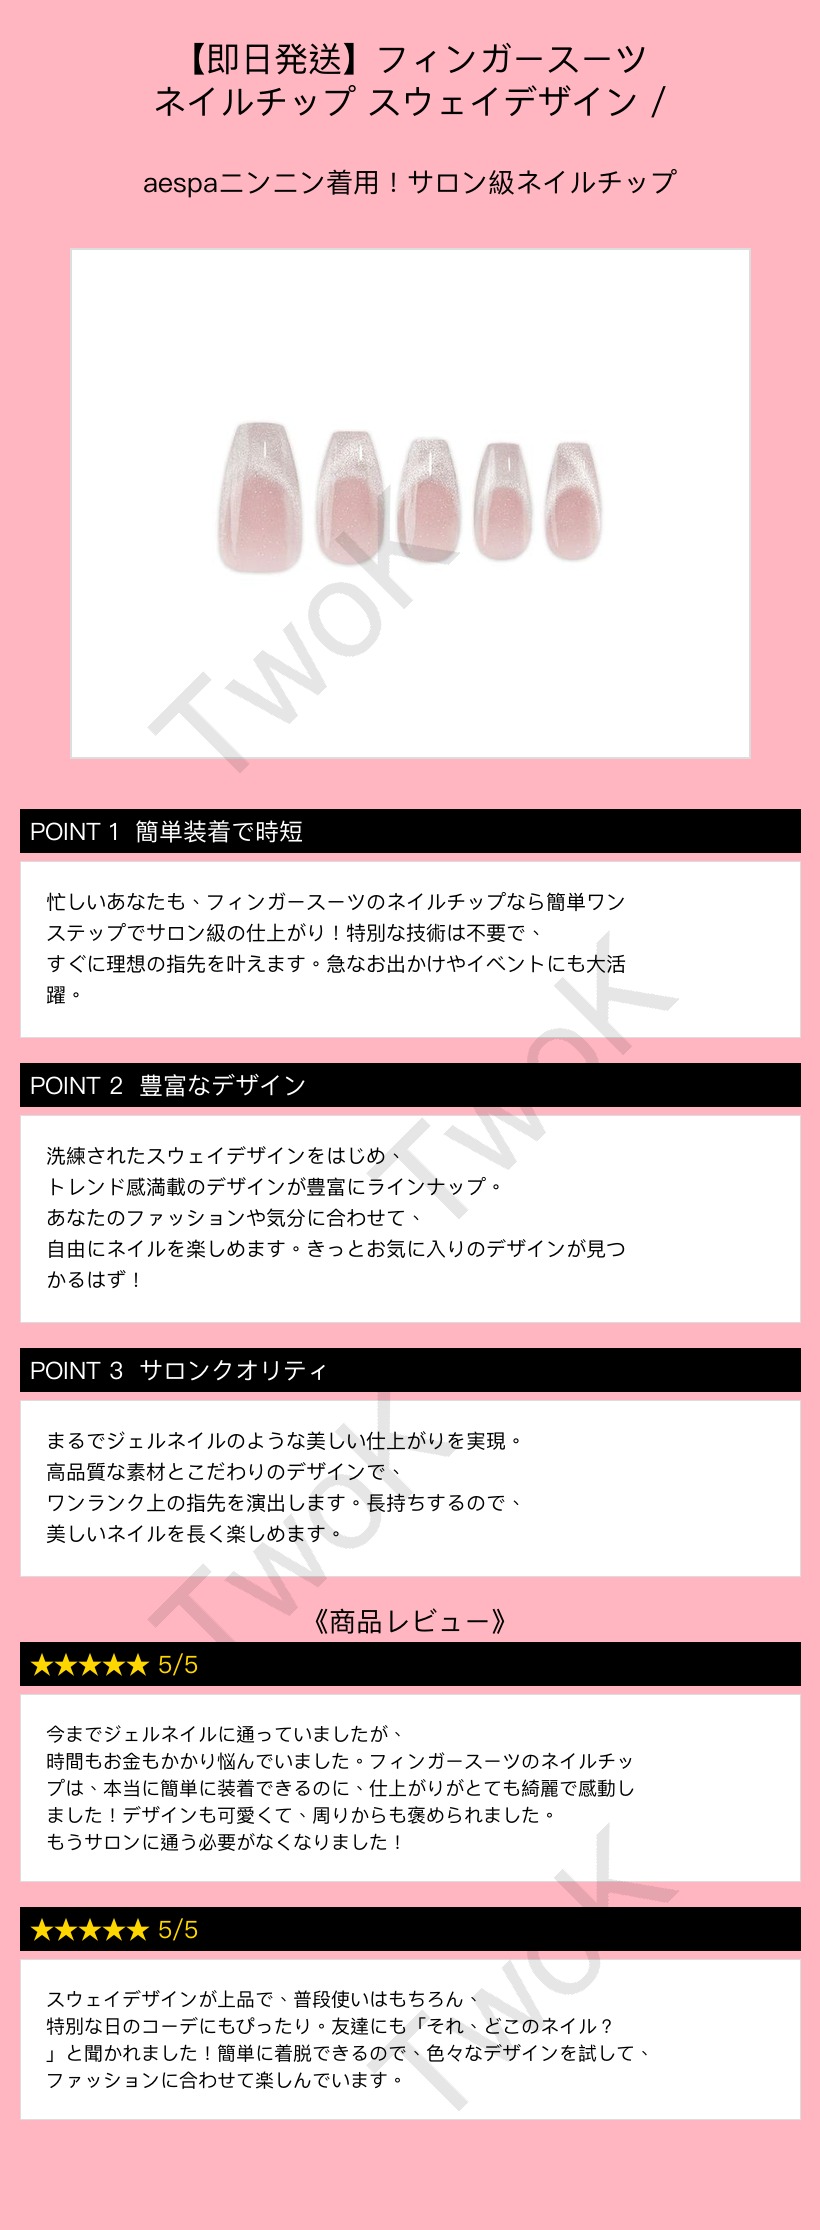 【即日発送】フィンガースーツ
ネイルチップ スウェイデザイン /
aespaニンニン着用！サロン級ネイルチップ
TwoK
POINT 1 簡単装着で時短
忙しいあなたも、フィンガースーツのネイルチップなら簡単ワン
ステップでサロン級の仕上がり！特別な技術は不要で、
すぐに理想の指先を叶えます。急なお出かけやイベントにも大活
躍。
TwoK
POINT 2 豊富なデザイン
洗練されたスウェイデザインをはじめ、
トレンド感満載のデザインが豊富にラインナップ。
あなたのファッションや気分に合わせて、
自由にネイルを楽しめます。きっとお気に入りのデザインが見つ
かるはず！
POINT 3 サロンクオリティ
まるでジェルネイルのような美しい仕上がりを実現。
高品質な素材とこだわりのデザインで、
ワンランク上の指先を演出します。長持ちするので、
美しいネイルを長く楽しめます。
TwoK
《商品レビュー》
★★★★★ 5/5
今までジェルネイルに通っていましたが、
時間もお金もかかり悩んでいました。フィンガースーツのネイルチッ
プは、本当に簡単に装着できるのに、仕上がりがとても綺麗で感動し
ました！デザインも可愛くて、周りからも褒められました。
もうサロンに通う必要がなくなりました！
TwoK
★★★★★ 5/5
スウェイデザインが上品で、普段使いはもちろん、
特別な日のコーデにもぴったり。友達にも「それ、どこのネイル？
」と聞かれました！簡単に着脱できるので、色々なデザインを試して、
ファッションに合わせて楽しんでいます。